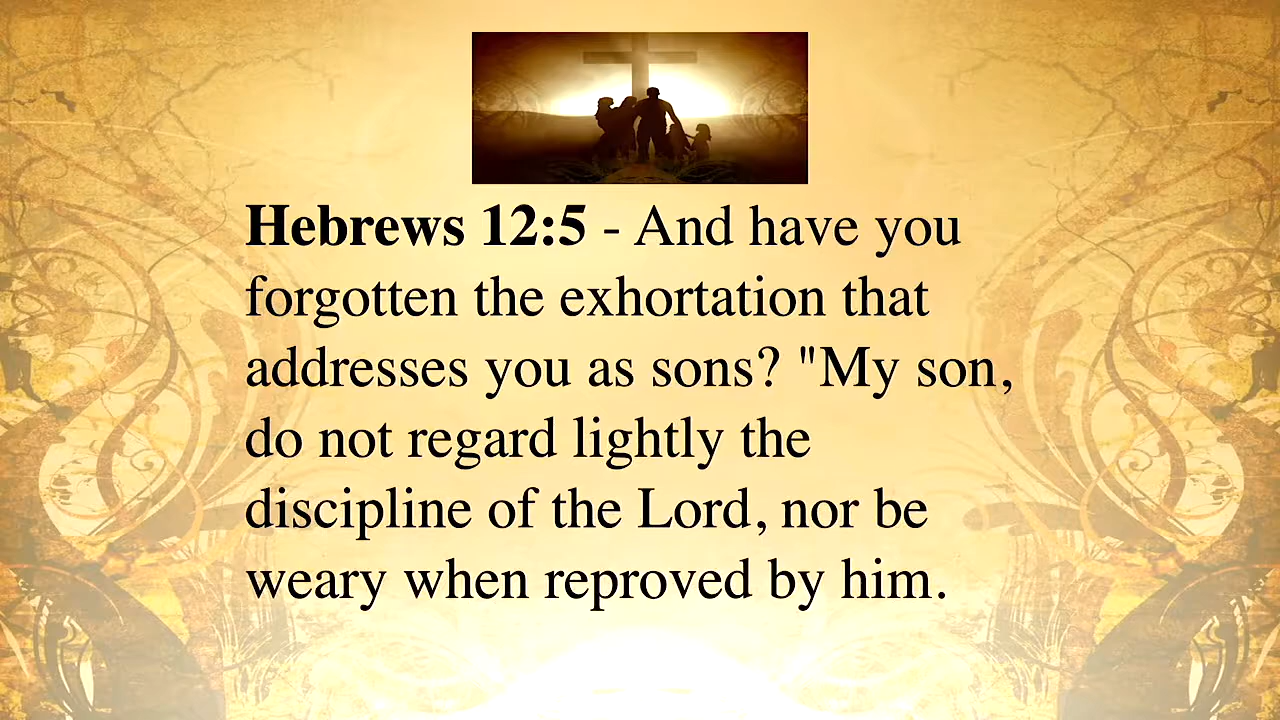 Hebrews 12:5 - And have you
forgotten the exhortation that
addresses you as sons? "My son,
do not regard lightly the
discipline of the Lord, nor be
weary when reproved by him.